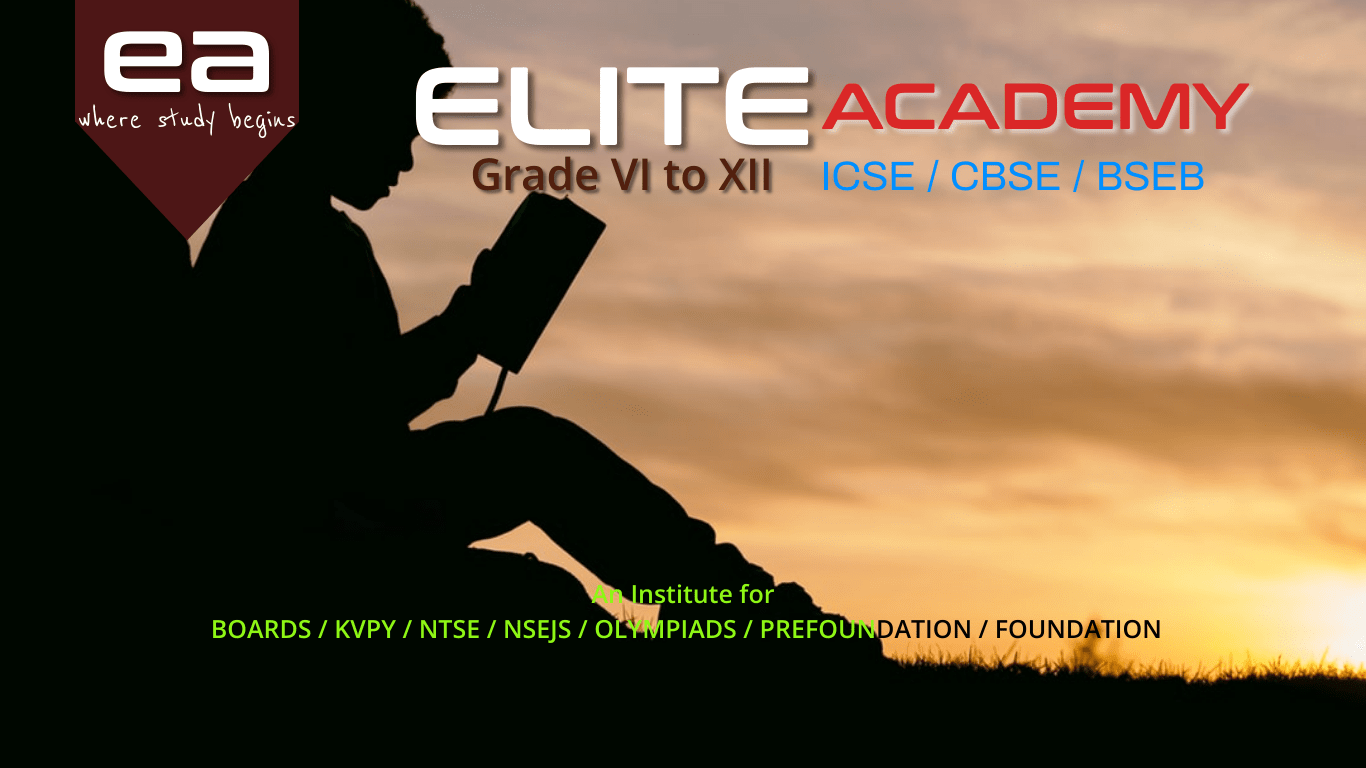 ea
where study begins
ELITE ACADEMY
Grade VI to XII
ICSE / CBSE / BSEB
An Institute for
BOARDS / KVPY / NTSE / NSEJS / OLYMPIADS / PREFOUNDATION / FOUNDATION